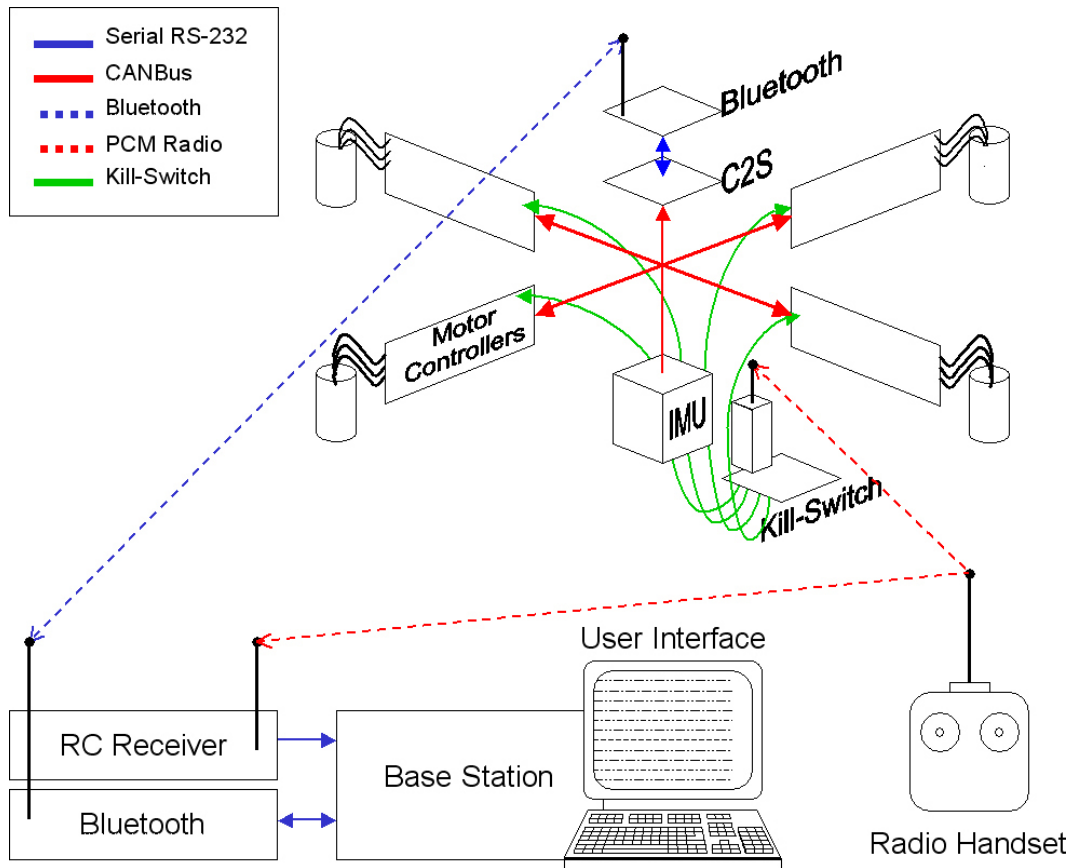 Serial RS-232
CANBus
Bluetooth
PCM Radio
Kill-Switch
Bluetooth
C2S
Motor
Controllers
IMU
Kill-Switch
User Interface
RC Receiver
Base Station
Bluetooth
Radio Handset